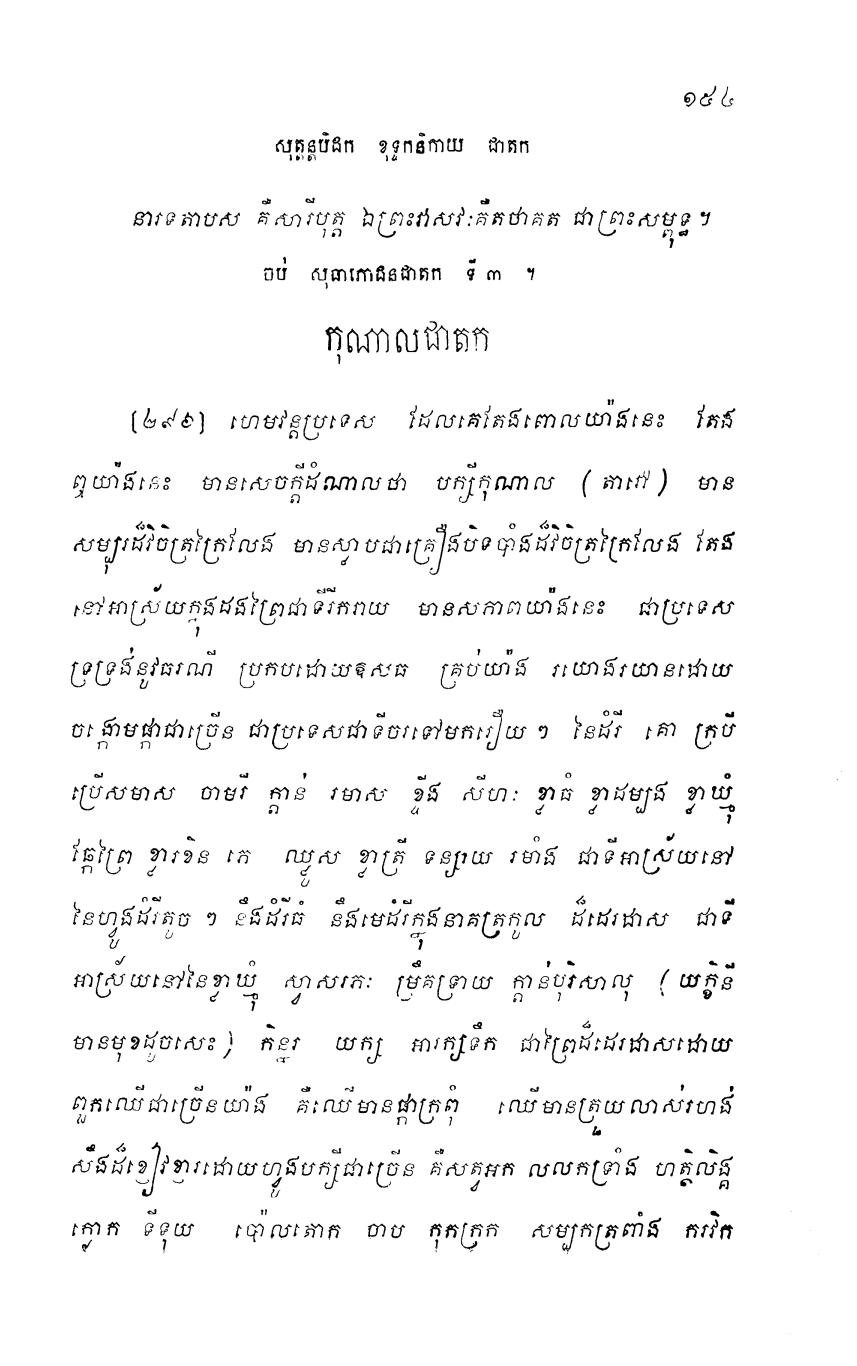 ១៥៤
សុត្តន្តបិដក ខុទ្ទកនិកាយ ជាតក
នារទតាបស គឺសារីបុត្ត ឯព្រះវាសវៈគឺតថាគត ជាព្រះសម្ពុទ្ធ ។
ចប់ សុធាភោជនជាតក ទី ៣ ។
កុណាលជាតក
[២៩៦] ហេមវន្តប្រទេស ដែលគេតែងពោលយ៉ាងនេះ តែង
ឮយ៉ាងនេះ មានសេចក្តីដំណាលថា បក្សីកុណាល (តាវៅ) មាន
សម្បុរដ៏វិចិត្រក្រៃលែង មានស្លាបជាគ្រឿងបិទបាំងដ៏វិចិត្រក្រៃលែង តែង
នៅអាស្រ័យក្នុងដងព្រៃជាទីរីករាយ មានសភាពយ៉ាងនេះ ជាប្រទេស
ទ្រទ្រង់នូវធរណី ប្រកបដោយឱសធ គ្រប់យ៉ាង រយោងរយានដោយ
ចង្កោមផ្កាជាច្រើន ជាប្រទេសជាទីចរទៅមករឿយ ៗ នៃដំរី គោ ក្របី
ប្រើសមាស ចាមរី ក្តាន់ រមាស ខ្ទីង សីហៈ ខ្លាធំ ខ្លាដម្បង ខ្លាឃ្មុំ
ឆ្កែព្រៃ ខ្លារខិន ភេ ឈ្លូស ខ្លាត្រី ទន្សាយ រមាំង ជាទីអាស្រ័យនៅ
នៃហ្វូងដំរីតូច ៗ នឹងដំរីធំ នឹងមេដំរីក្នុងនាគត្រកូល ដ៏ដេរដាស ជាទី
អាស្រ័យនៅនៃខ្លាឃ្មុំ ស្វាសរភៈ ម្រឹគទ្រាយ ក្តាន់បុរិសាលុ (យក្ខិនី
មានមុខដូចសេះ) កិន្នរ យក្ស អារក្សទឹក ជាព្រៃដ៏ដេរដាសដោយ
ពួកឈើជាច្រើនយ៉ាង គឺឈើមានផ្កាក្រពុំ ឈើមានត្រួយលាស់រហង់
សឹងដ៏ខ្ញៀវខ្ញារដោយហ្វូងបក្សីជាច្រើន គឺសត្វអក លលកទ្រាំង ហត្ថិលិង្គ
ក្ងោក ទីទុយ ប៉ោលតោក ចាប កុកក្រុក សម្បុកត្រពាំង ករវិក